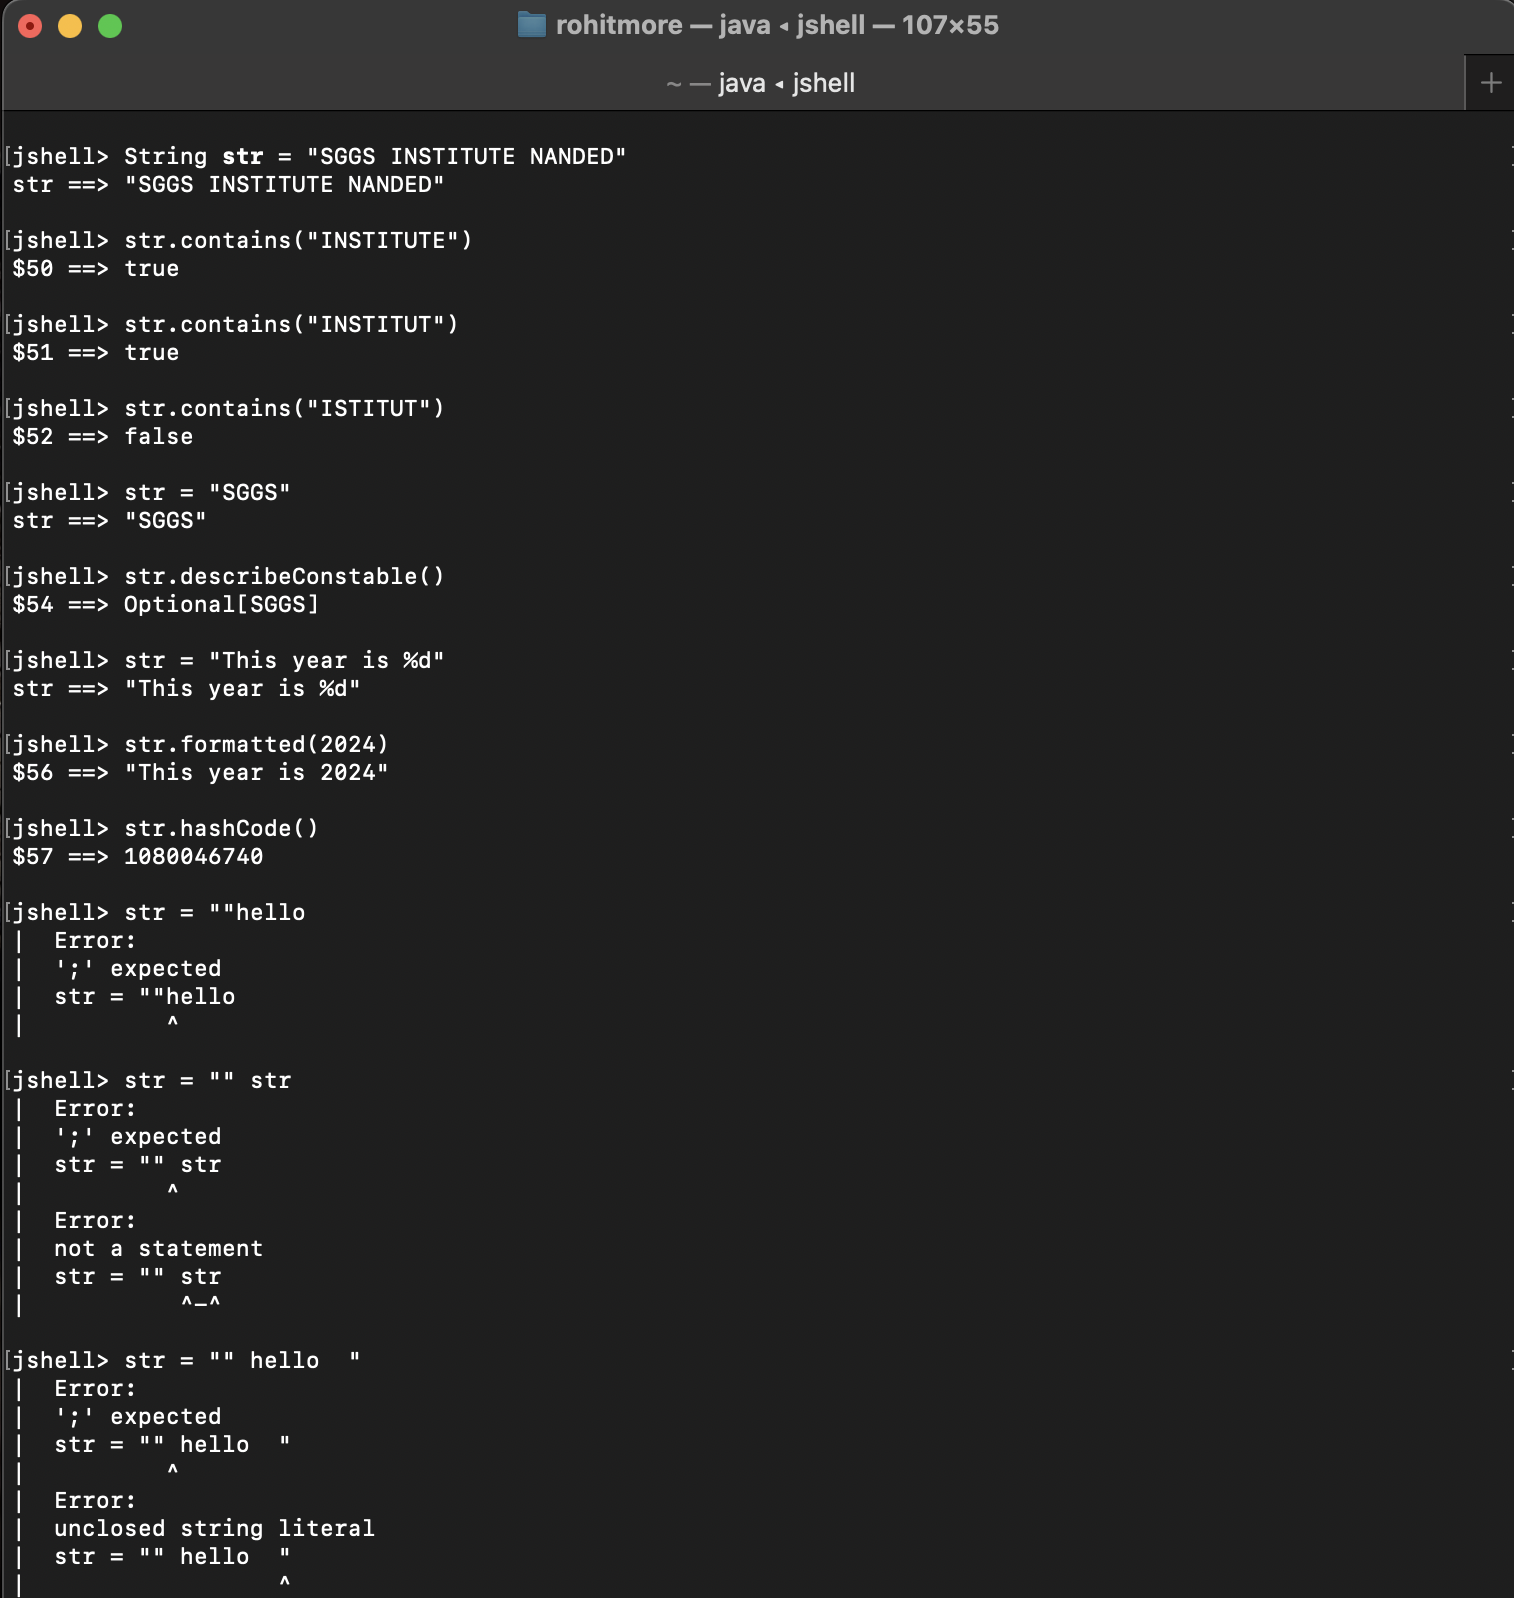 rohitmore — java ◂ jshell — 107×55
~ — java ◂ jshell
[jshell> String str = "SGGS INSTITUTE NANDED"
str ==> "SGGS INSTITUTE NANDED"
[jshell> str.contains("INSTITUTE")
$50 ==> true
[jshell> str.contains("INSTITUT")
$51 ==> true
[jshell> str.contains("ISTITUT")
$52 ==> false
[jshell> str = "SGGS"
str ==> "SGGS"
[jshell> str.describeConstable()
$54 ==> Optional[SGGS]
[jshell> str = "This year is %d"
str ==> "This year is %d"
[jshell> str.formatted(2024)
$56 ==> "This year is 2024"
[jshell> str.hashCode()
$57 ==> 1080046740
[jshell> str = ""hello
|  Error:
|  ';' expected
|  str = ""hello
|          ^
[jshell> str = "" str
|  Error:
|  ';' expected
|  str = "" str
|          ^
|  Error:
|  not a statement
|  str = "" str
|           ^-^
[jshell> str = "" hello  "
|  Error:
|  ';' expected
|  str = "" hello  "
|          ^
|  Error:
|  unclosed string literal
|  str = "" hello  "
|                  ^